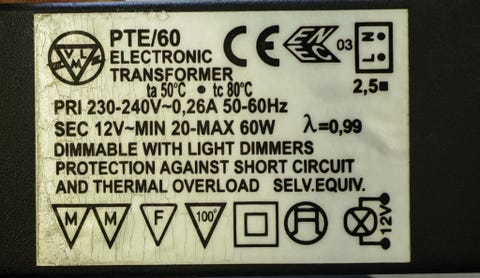 VLM
PTE/60
ELECTRONIC
TRANSFORMER
CE
ENEC 03
N
L
2,5■
ta 50°C • tc 80°C
PRI 230-240V~0,26A 50-60Hz
SEC 12V~MIN 20-MAX 60W λ=0,99
DIMMABLE WITH LIGHT DIMMERS
PROTECTION AGAINST SHORT CIRCUIT
AND THERMAL OVERLOAD SELV.EQUIV.
M M F 100° 12V